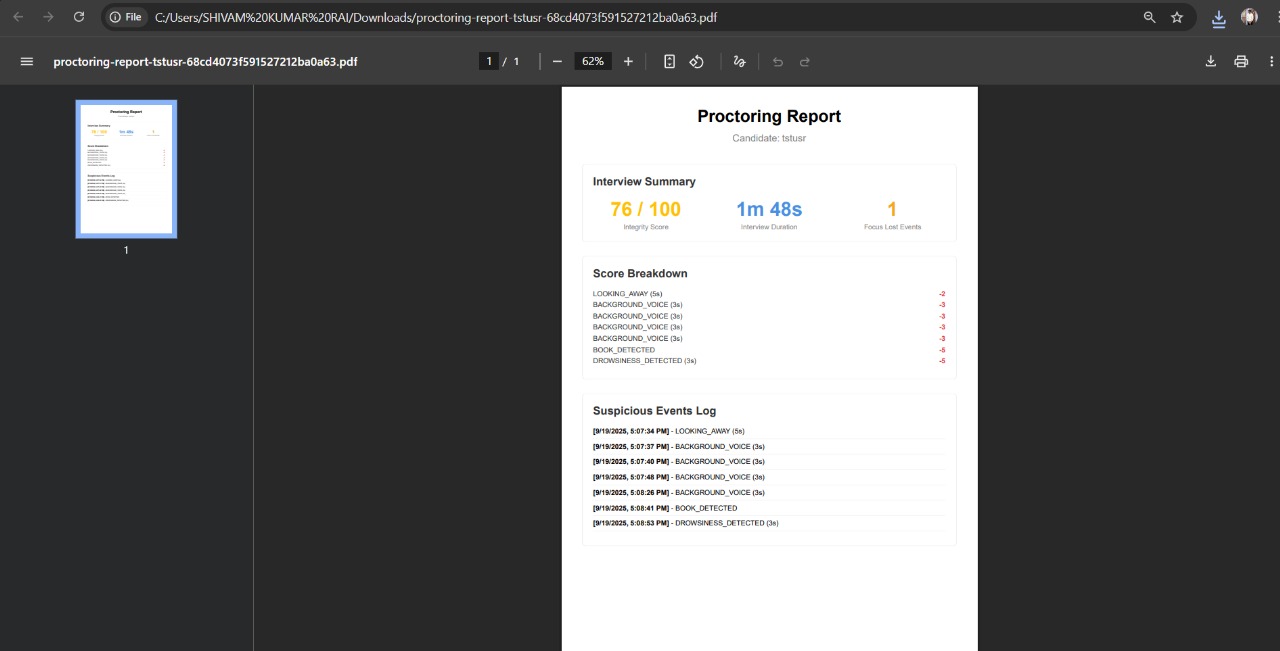 File C:/Users/SHIVAM%20KUMAR%20RAI/Downloads/proctoring-report-tstusr-68cd4073f591527212ba0a63.pdf
proctoring-report-tstusr-68cd4073f591527212ba0a63.pdf 1 / 1 62%
1
Proctoring Report
Candidate: tstusr
Interview Summary
76 / 100 1m 48s 1
Integrity Score Interview Duration Focus Lost Events
Score Breakdown
LOOKING_AWAY (5s) -2
BACKGROUND_VOICE (3s) -3
BACKGROUND_VOICE (3s) -3
BACKGROUND_VOICE (3s) -3
BACKGROUND_VOICE (3s) -3
BOOK_DETECTED -5
DROWSINESS_DETECTED (3s) -5
Suspicious Events Log
[9/19/2025, 5:07:34 PM] - LOOKING_AWAY (5s)
[9/19/2025, 5:07:37 PM] - BACKGROUND_VOICE (3s)
[9/19/2025, 5:07:40 PM] - BACKGROUND_VOICE (3s)
[9/19/2025, 5:07:48 PM] - BACKGROUND_VOICE (3s)
[9/19/2025, 5:08:26 PM] - BACKGROUND_VOICE (3s)
[9/19/2025, 5:08:41 PM] - BOOK_DETECTED
[9/19/2025, 5:08:53 PM] - DROWSINESS_DETECTED (3s)